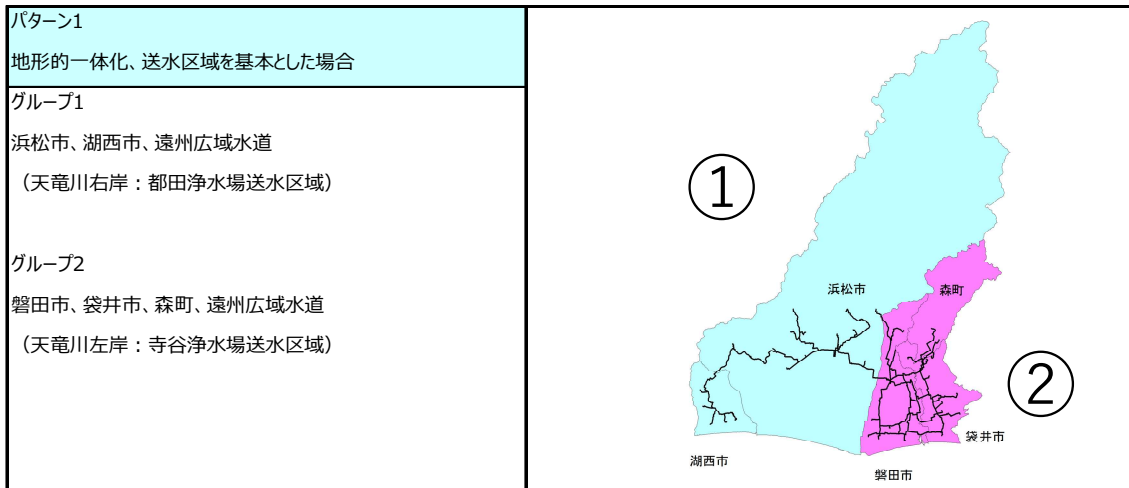 パターン1
地形的一体化、送水区域を基本とした場合
グループ1
浜松市、湖西市、遠州広域水道
（天竜川右岸：都田浄水場送水区域）
グループ2
磐田市、袋井市、森町、遠州広域水道
（天竜川左岸：寺谷浄水場送水区域）
①
浜松市
森町
②
袋井市
湖西市
磐田市